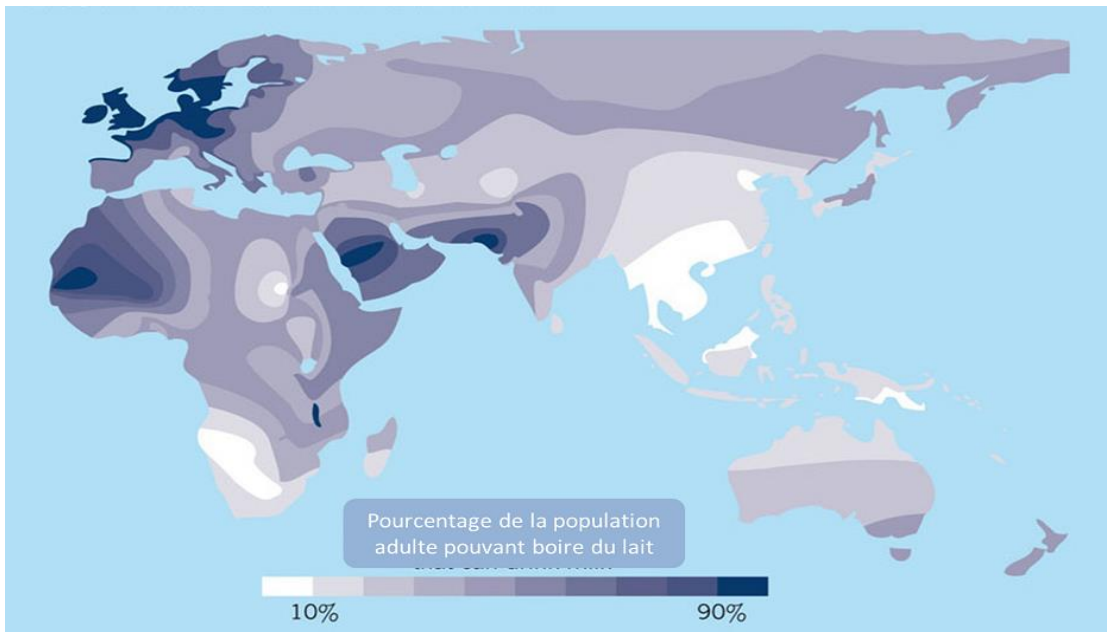 Pourcentage de la population
adulte pouvant boire du lait
10%
90%